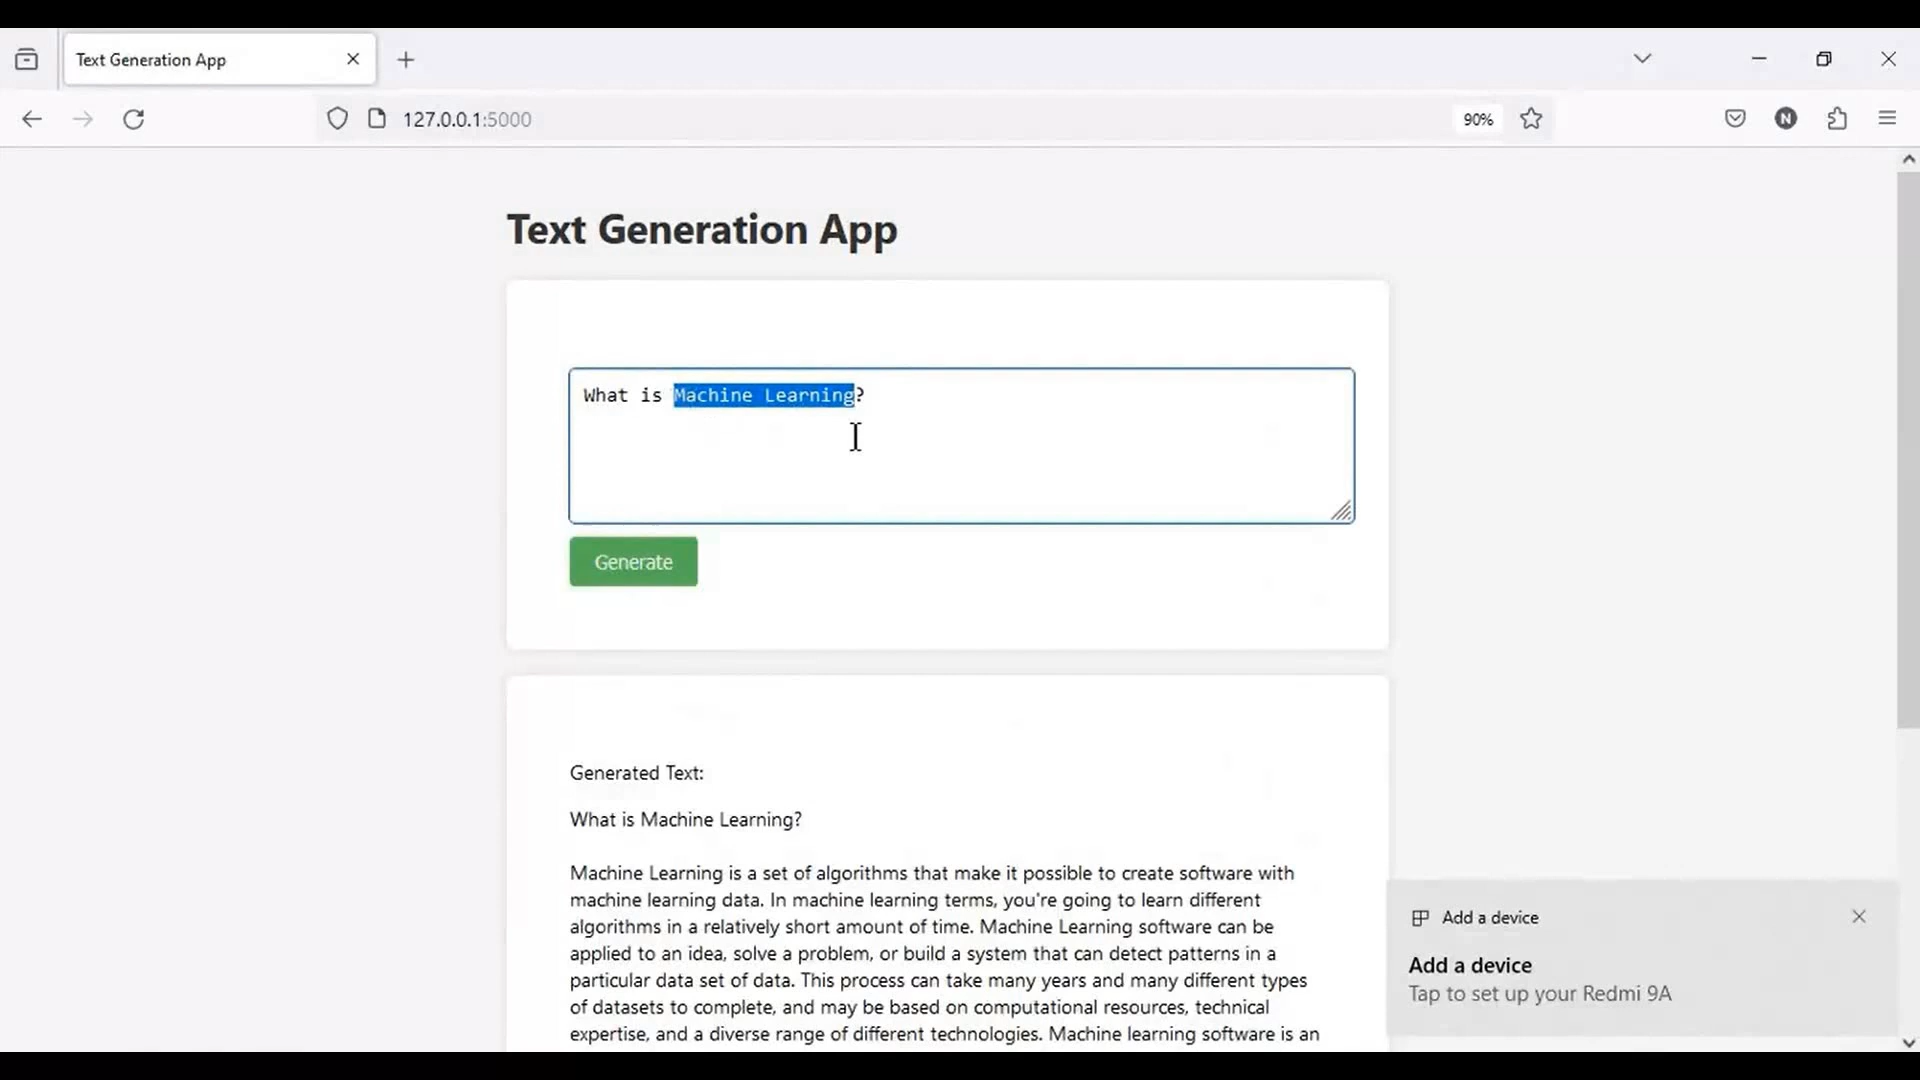 Text Generation App
127.0.0.1:5000
90%
N
Text Generation App
What is Machine Learning?
Generate
Generated Text:
What is Machine Learning?
Machine Learning is a set of algorithms that make it possible to create software with
machine learning data. In machine learning terms, you're going to learn different
algorithms in a relatively short amount of time. Machine Learning software can be
applied to an idea, solve a problem, or build a system that can detect patterns in a
particular data set of data. This process can take many years and many different types
of datasets to complete, and may be based on computational resources, technical
expertise, and a diverse range of different technologies. Machine learning software is an
Add a device
Add a device
Tap to set up your Redmi 9A